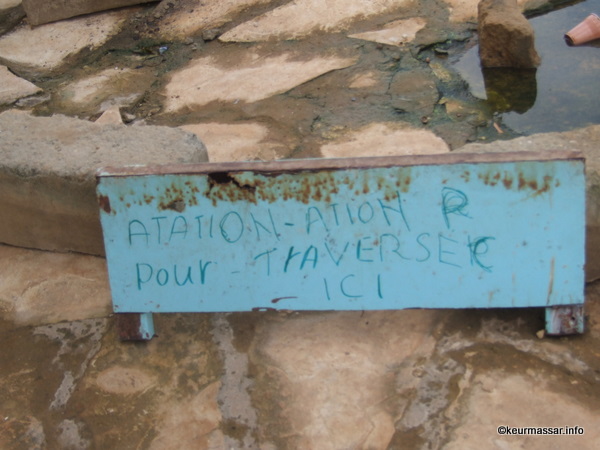 ATATION-ATION R
POUr - TrAVERSER
- ICI
©keurmassar.info